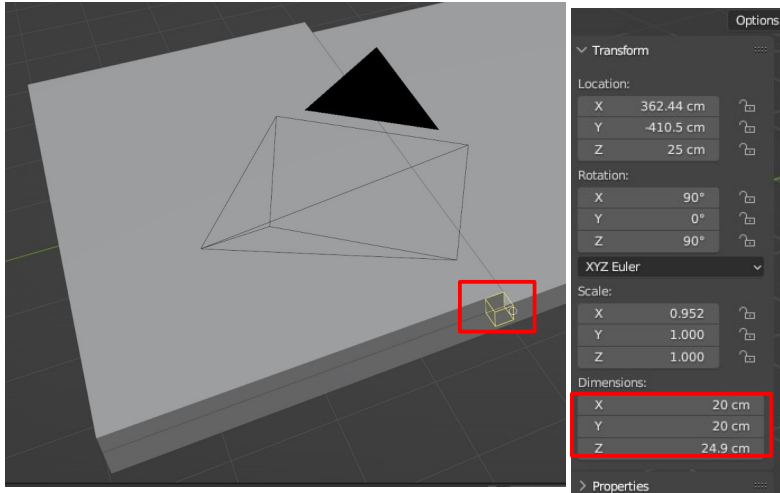 Options
Transform
Location:
X 362.44 cm
Y -410.5 cm
Z 25 cm
Rotation:
X 90°
Y 0°
Z 90°
XYZ Euler
Scale:
X 0.952
Y 1.000
Z 1.000
Dimensions:
X 20 cm
Y 20 cm
Z 24.9 cm
Properties